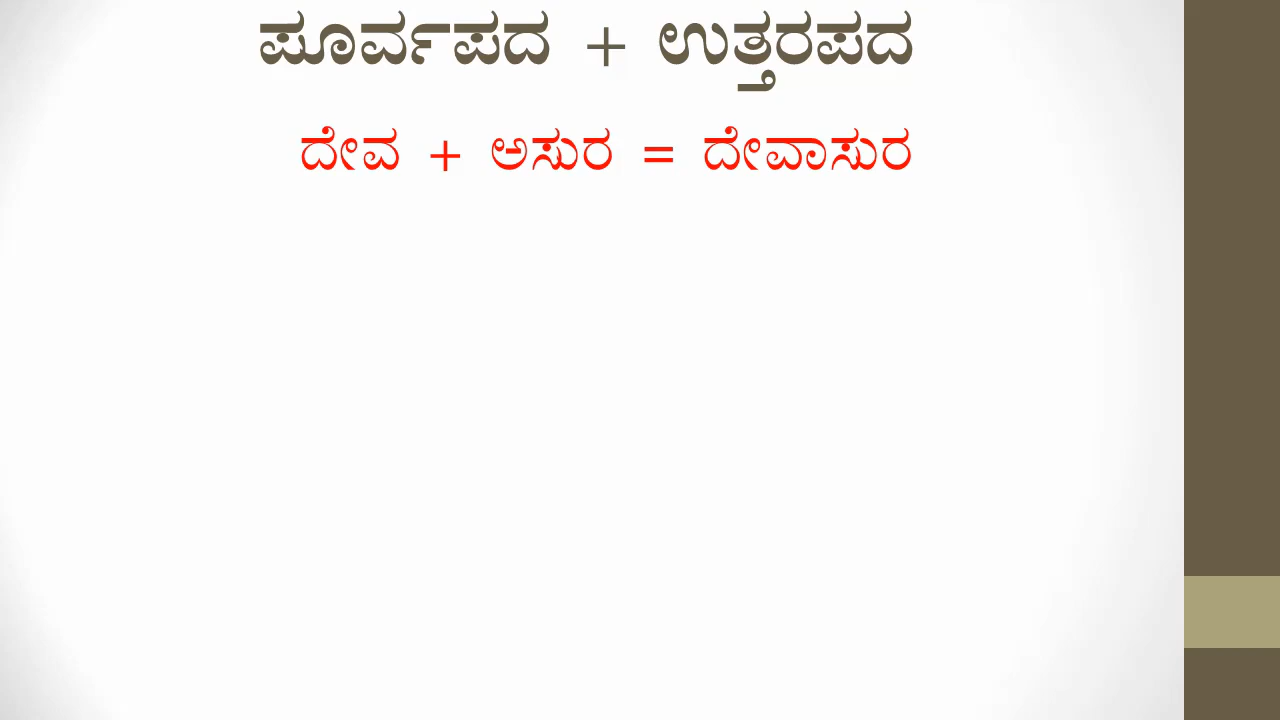 ಪೂರ್ವಪದ + ಉತ್ತರಪದ
ದೇವ + ಅಸುರ = ದೇವಾಸುರ